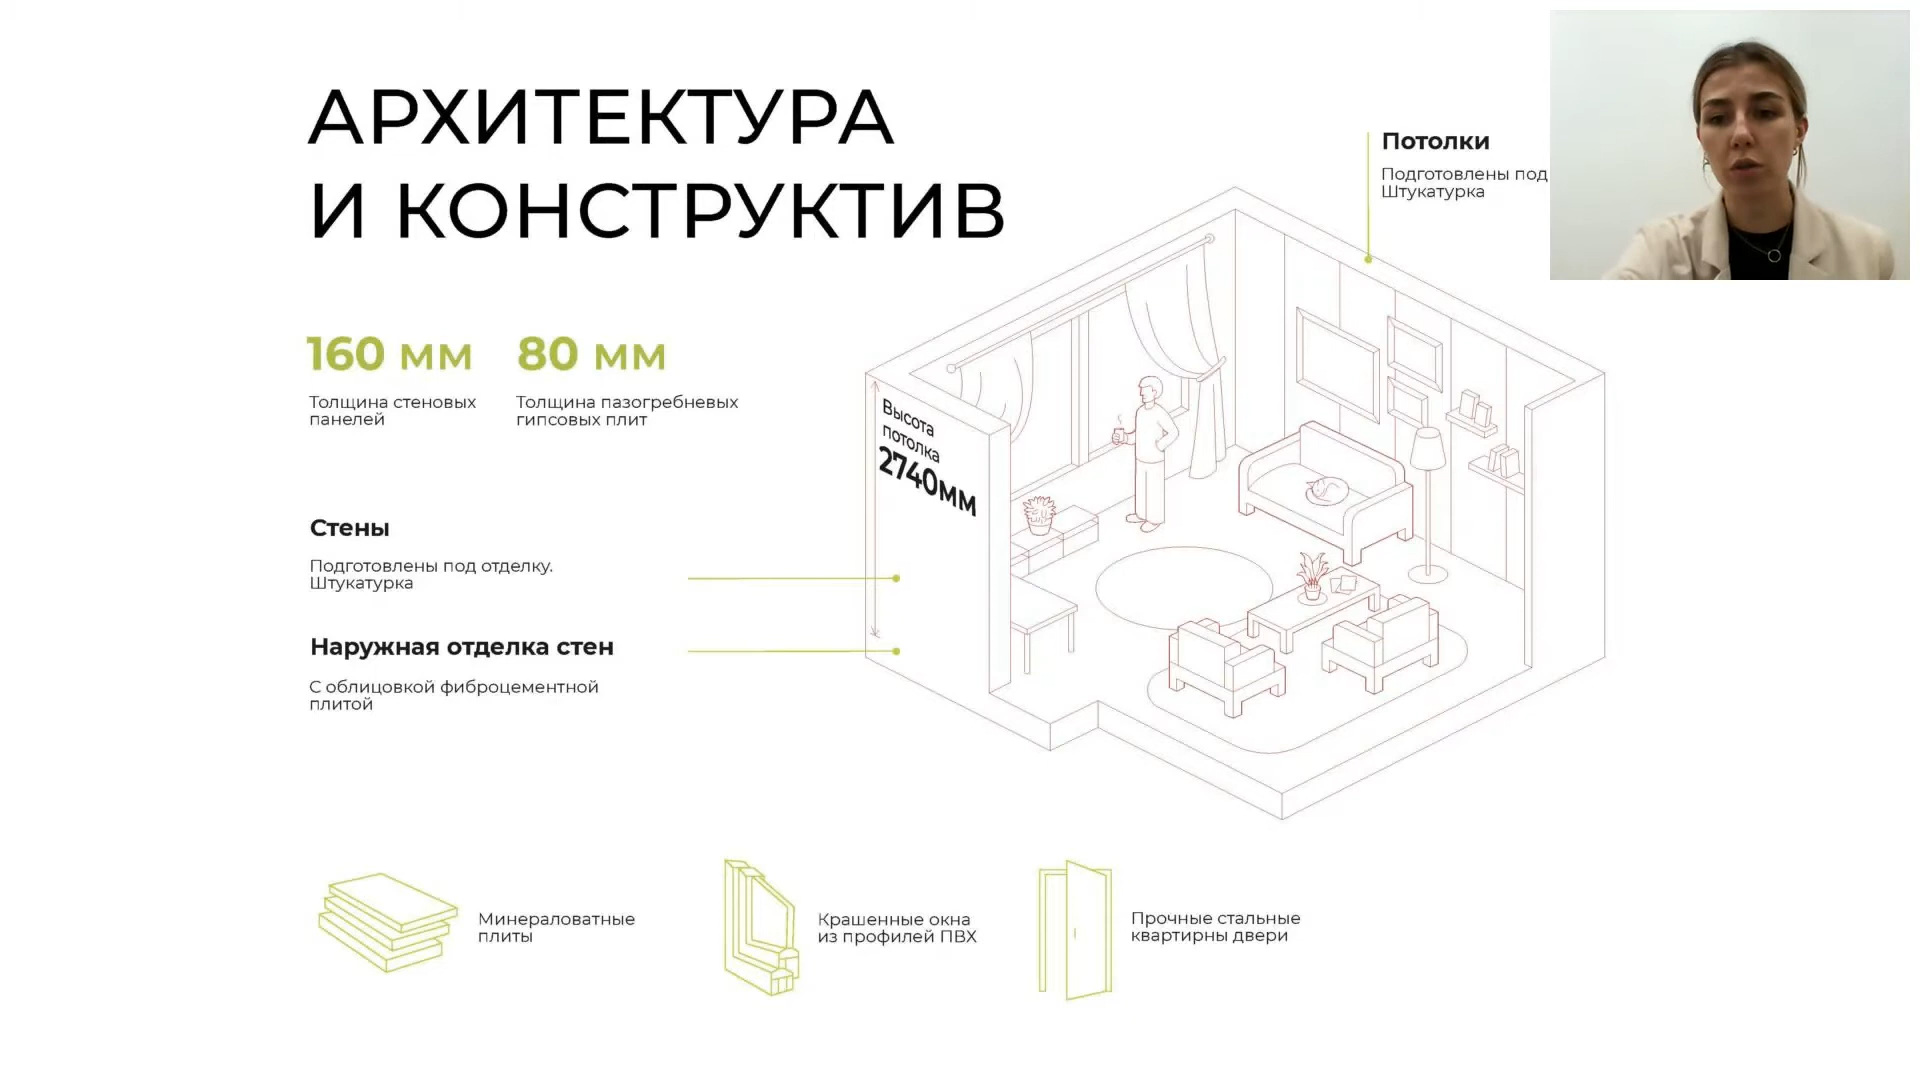 АРХИТЕКТУРА
И КОНСТРУКТИВ
Потолки
Подготовлены под
Штукатурка
160 мм
Толщина стеновых
панелей
80 мм
Толщина пазогребневых
гипсовых плит
Высота
потолка
2740мм
Стены
Подготовлены под отделку.
Штукатурка
Наружная отделка стен
С облицовкой фиброцементной
плитой
Минераловатные
плиты
Крашенные окна
из профилей ПВХ
Прочные стальные
квартирны двери